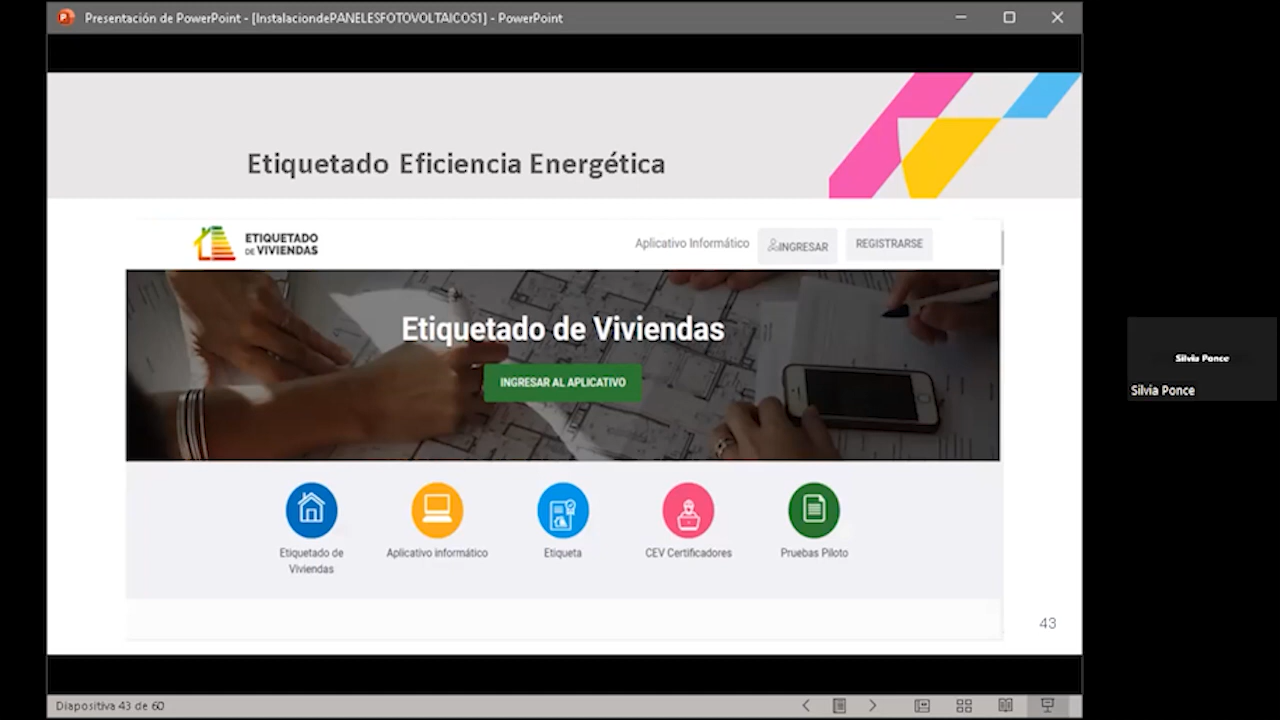 Presentación de PowerPoint - [InstalaciondePANELESFOTOVOLTAICOS1] - PowerPoint
Etiquetado Eficiencia Energética
ETIQUETADO
DE VIVIENDAS
Aplicativo Informático
INGRESAR
REGISTRARSE
Etiquetado de Viviendas
INGRESAR AL APLICATIVO
Etiquetado de
Viviendas
Aplicativo informático
Etiqueta
CEV Certificadores
Pruebas Piloto
43
Silvia Ponce
Silvia Ponce
Diapositiva 43 de 60